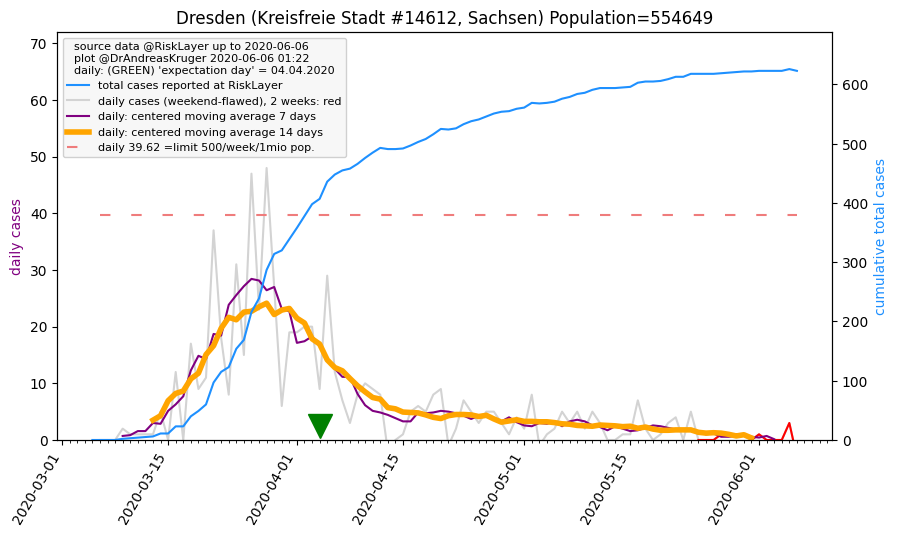 Dresden (Kreisfreie Stadt #14612, Sachsen) Population=554649
source data @RiskLayer up to 2020-06-06
plot @DrAndreasKruger 2020-06-06 01:22
daily: (GREEN) 'expectation day' = 04.04.2020
total cases reported at RiskLayer
daily cases (weekend-flawed), 2 weeks: red
daily: centered moving average 7 days
daily: centered moving average 14 days
daily 39.62 =limit 500/week/1mio pop.
daily cases
70
60
50
40
30
20
10
0
cumulative total cases
600
500
400
300
200
100
0
2020-03-01
2020-03-15
2020-04-01
2020-04-15
2020-05-01
2020-05-15
2020-06-01